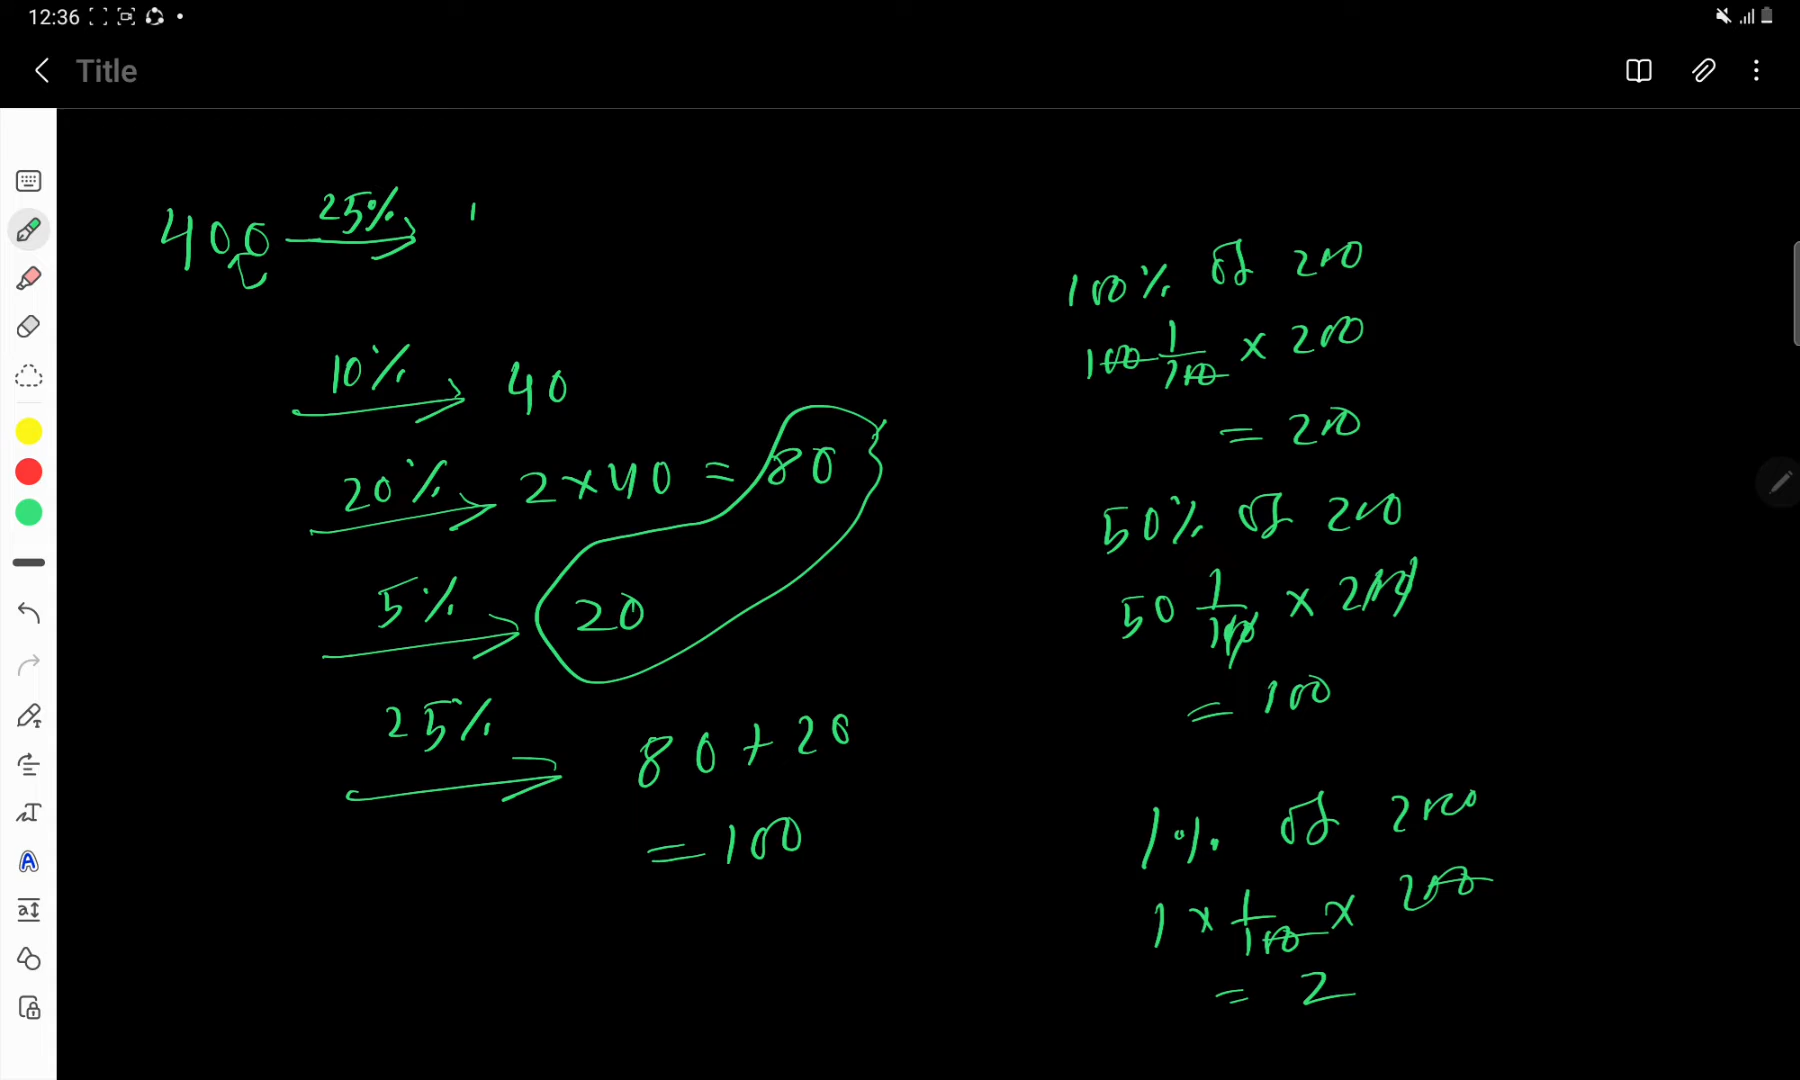 12:36
Title
400 25% 1
10% 40
20% 2 × 40 = 80
5% 20
25% 80 + 20
= 100
100% of 200
100 1/100 × 200
= 200
50% of 200
50 1/100 × 200
= 100
1% of 200
1 × 1/100 × 200
= 2